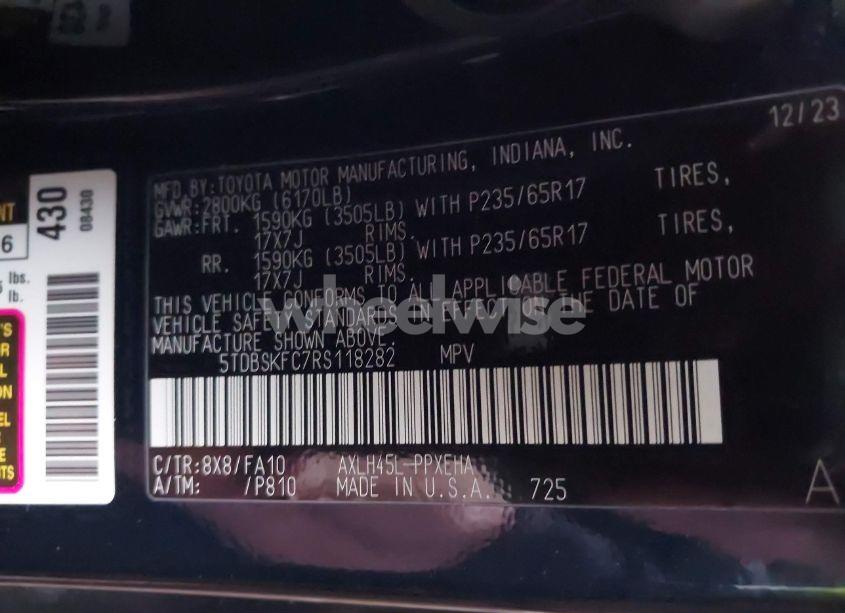 12/23
MFD.BY:TOYOTA MOTOR MANUFACTURING, INDIANA, INC.
GVWR:2800KG (6170LB)
GAWR:FRT. 1590KG (3505LB) WITH P235/65R17 TIRES,
17X7J RIMS.
RR. 1590KG (3505LB) WITH P235/65R17 TIRES,
17X7J RIMS.
THIS VEHICLE CONFORMS TO ALL APPLICABLE FEDERAL MOTOR
VEHICLE SAFETY STANDARDS IN EFFECT ON THE DATE OF
MANUFACTURE SHOWN ABOVE.
5TDBSKFC7RS118282 MPV
C/TR:8X8/FA10 AXLH45L-PPXEHA
A/TM: /P810 MADE IN U.S.A. 725
A
430
08430
6
lbs.
lb.
wheelwise